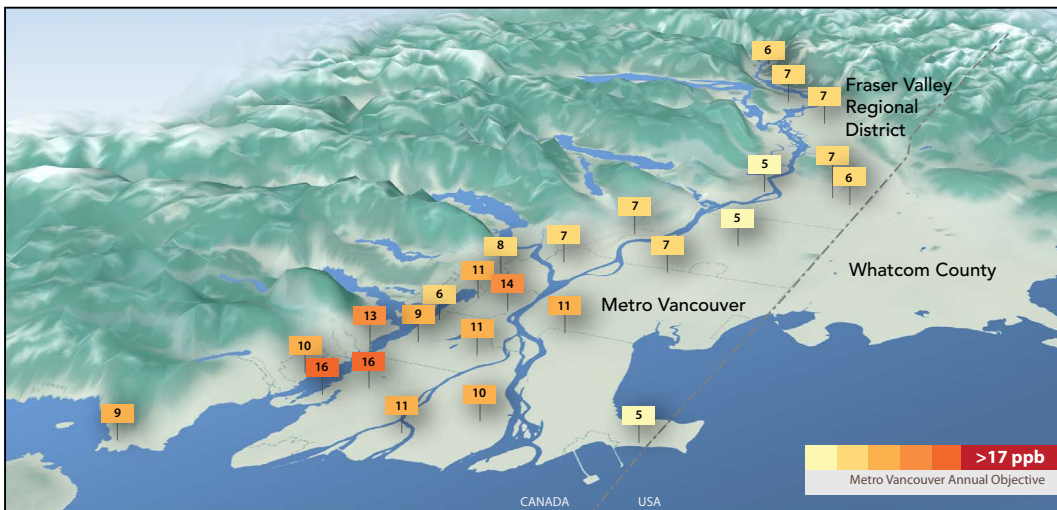 6
7
7
Fraser Valley
Regional
District
7
5
6
7
5
7
8
7
11
14
Whatcom County
6
11
Metro Vancouver
13
9
11
10
16
16
11
10
9
5
>17 ppb
Metro Vancouver Annual Objective
CANADA
USA